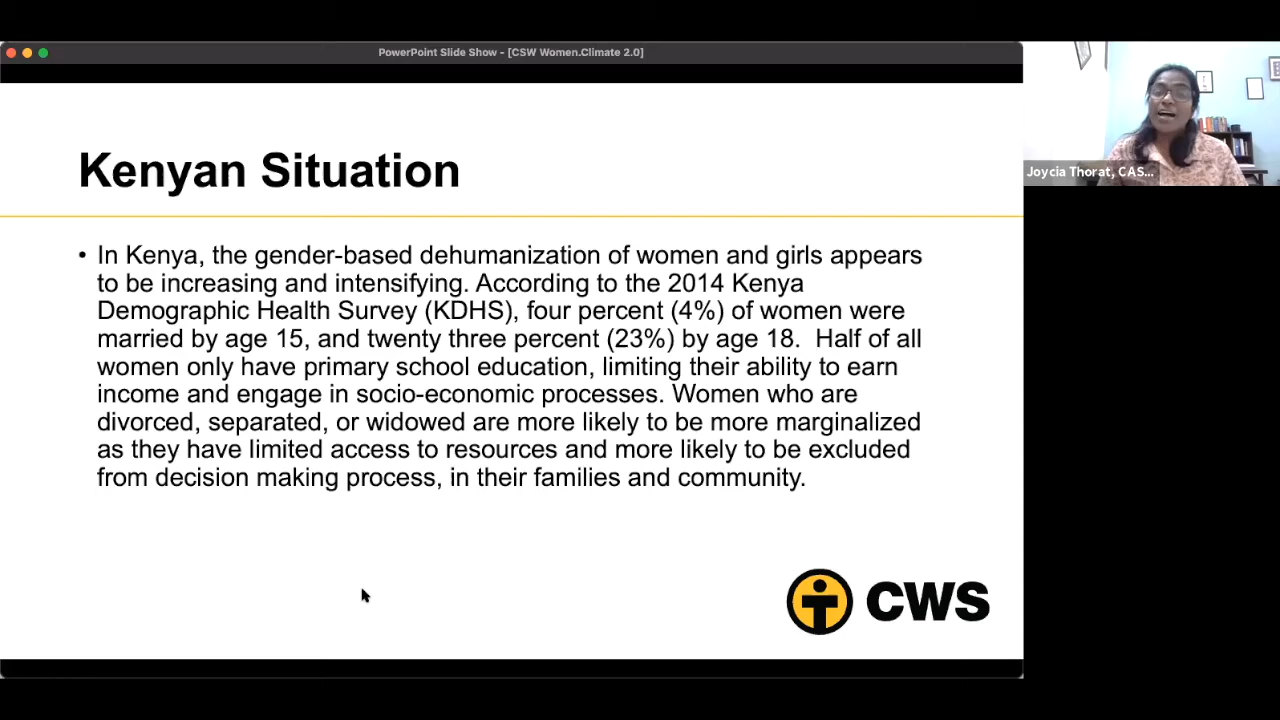 PowerPoint Slide Show - [CSW Women.Climate 2.0]
Kenyan Situation
• In Kenya, the gender-based dehumanization of women and girls appears
to be increasing and intensifying. According to the 2014 Kenya
Demographic Health Survey (KDHS), four percent (4%) of women were
married by age 15, and twenty three percent (23%) by age 18.  Half of all
women only have primary school education, limiting their ability to earn
income and engage in socio-economic processes. Women who are
divorced, separated, or widowed are more likely to be more marginalized
as they have limited access to resources and more likely to be excluded
from decision making process, in their families and community.
CWS
Joycia Thorat, CAS...